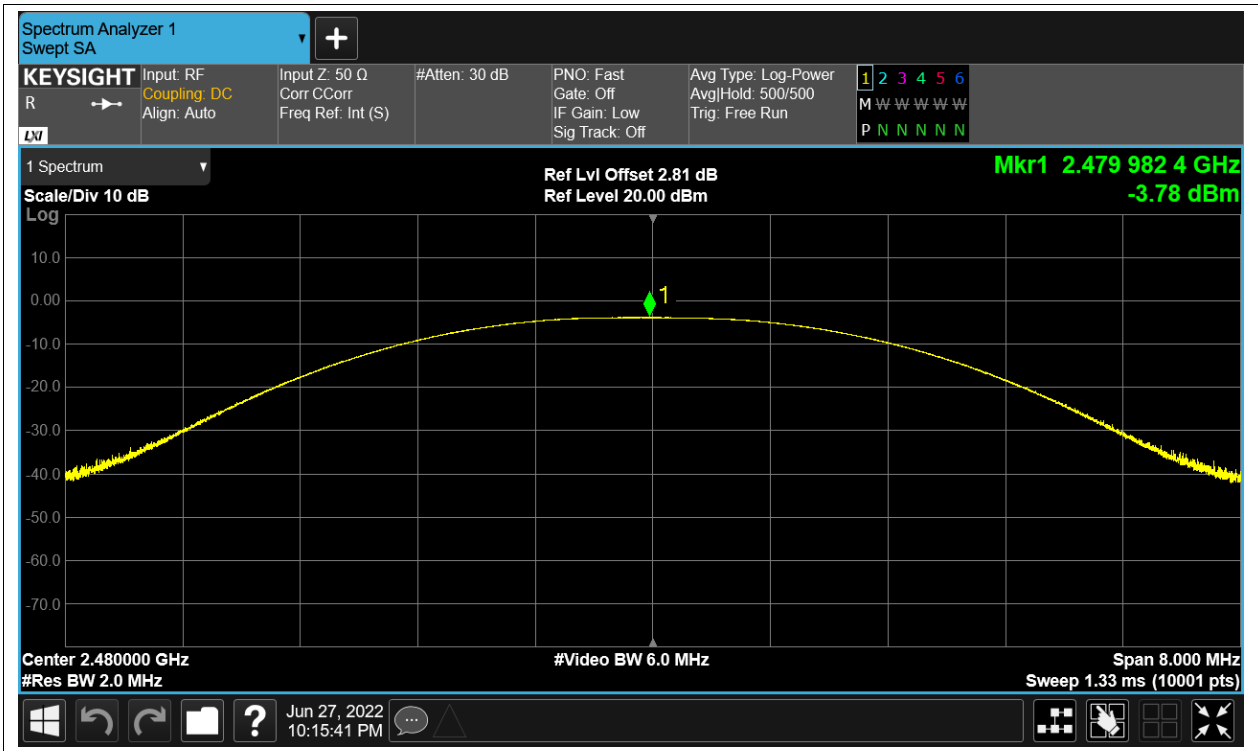 Spectrum Analyzer 1
Swept SA
KEYSIGHT
R
LXI
Input: RF
Coupling: DC
Align: Auto
Input Z: 50 Ω
Corr CCorr
Freq Ref: Int (S)
#Atten: 30 dB
PNO: Fast
Gate: Off
IF Gain: Low
Sig Track: Off
Avg Type: Log-Power
Avg|Hold: 500/500
Trig: Free Run
1 2 3 4 5 6
M W W W W W
P N N N N N
1 Spectrum
Scale/Div 10 dB
Log
Ref Lvl Offset 2.81 dB
Ref Level 20.00 dBm
Mkr1 2.479 982 4 GHz
-3.78 dBm
10.0
0.00
-10.0
-20.0
-30.0
-40.0
-50.0
-60.0
-70.0
1
Center 2.480000 GHz
#Res BW 2.0 MHz
#Video BW 6.0 MHz
Span 8.000 MHz
Sweep 1.33 ms (10001 pts)
?
Jun 27, 2022
10:15:41 PM